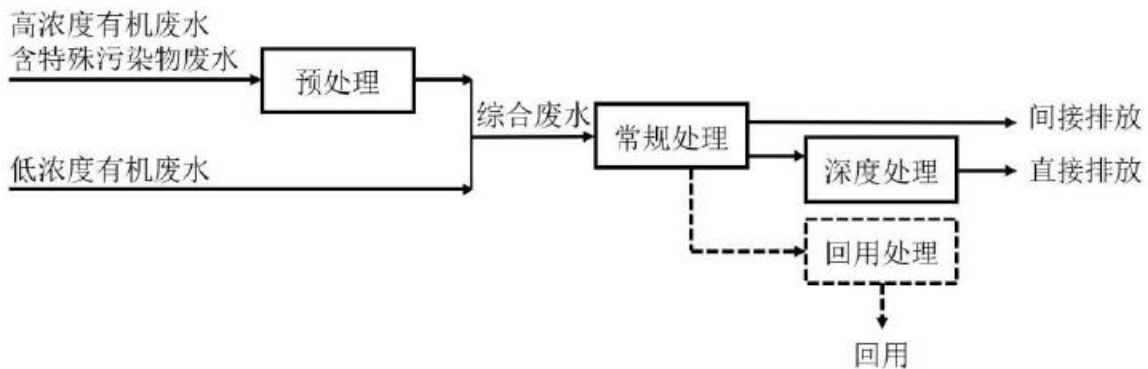 高浓度有机废水
含特殊污染物废水
预处理
综合废水
常规处理
间接排放
低浓度有机废水
深度处理
直接排放
回用处理
回用